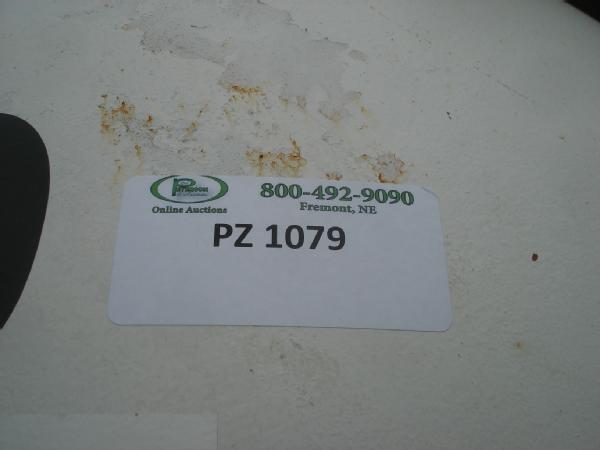 800-492-9090
Online Auctions
Fremont, NE
PZ 1079